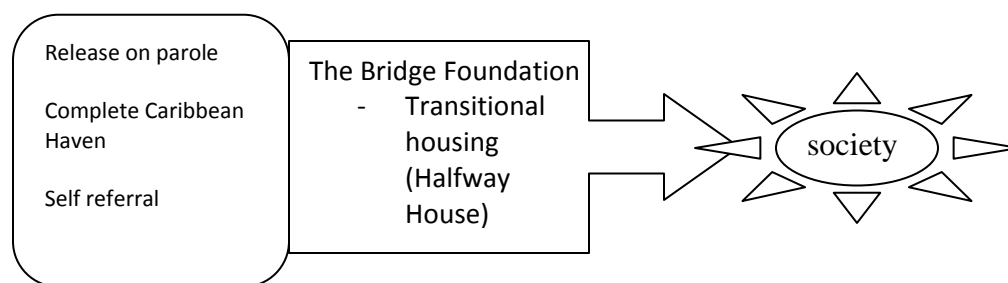 Release on parole
Complete Caribbean
Haven
Self referral
The Bridge Foundation
- Transitional
housing
(Halfway
House)
society